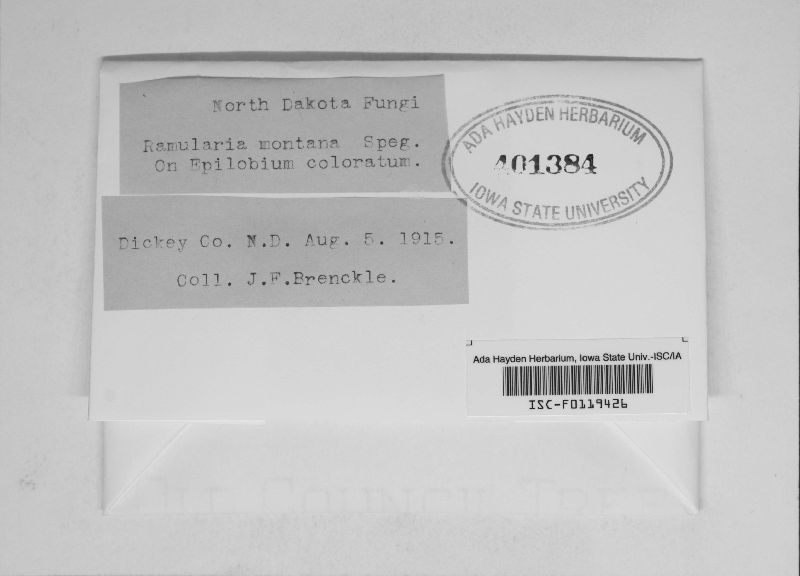 North Dakota Fungi
Ramularia montana Speg.
On Epilobium coloratum.
Dickey Co. N.D. Aug. 5. 1915.
Coll. J.F.Brenckle.
ADA HAYDEN HERBARIUM
401384
IOWA STATE UNIVERSITY
Ada Hayden Herbarium, Iowa State Univ.-ISC/IA
ISC-F0119426